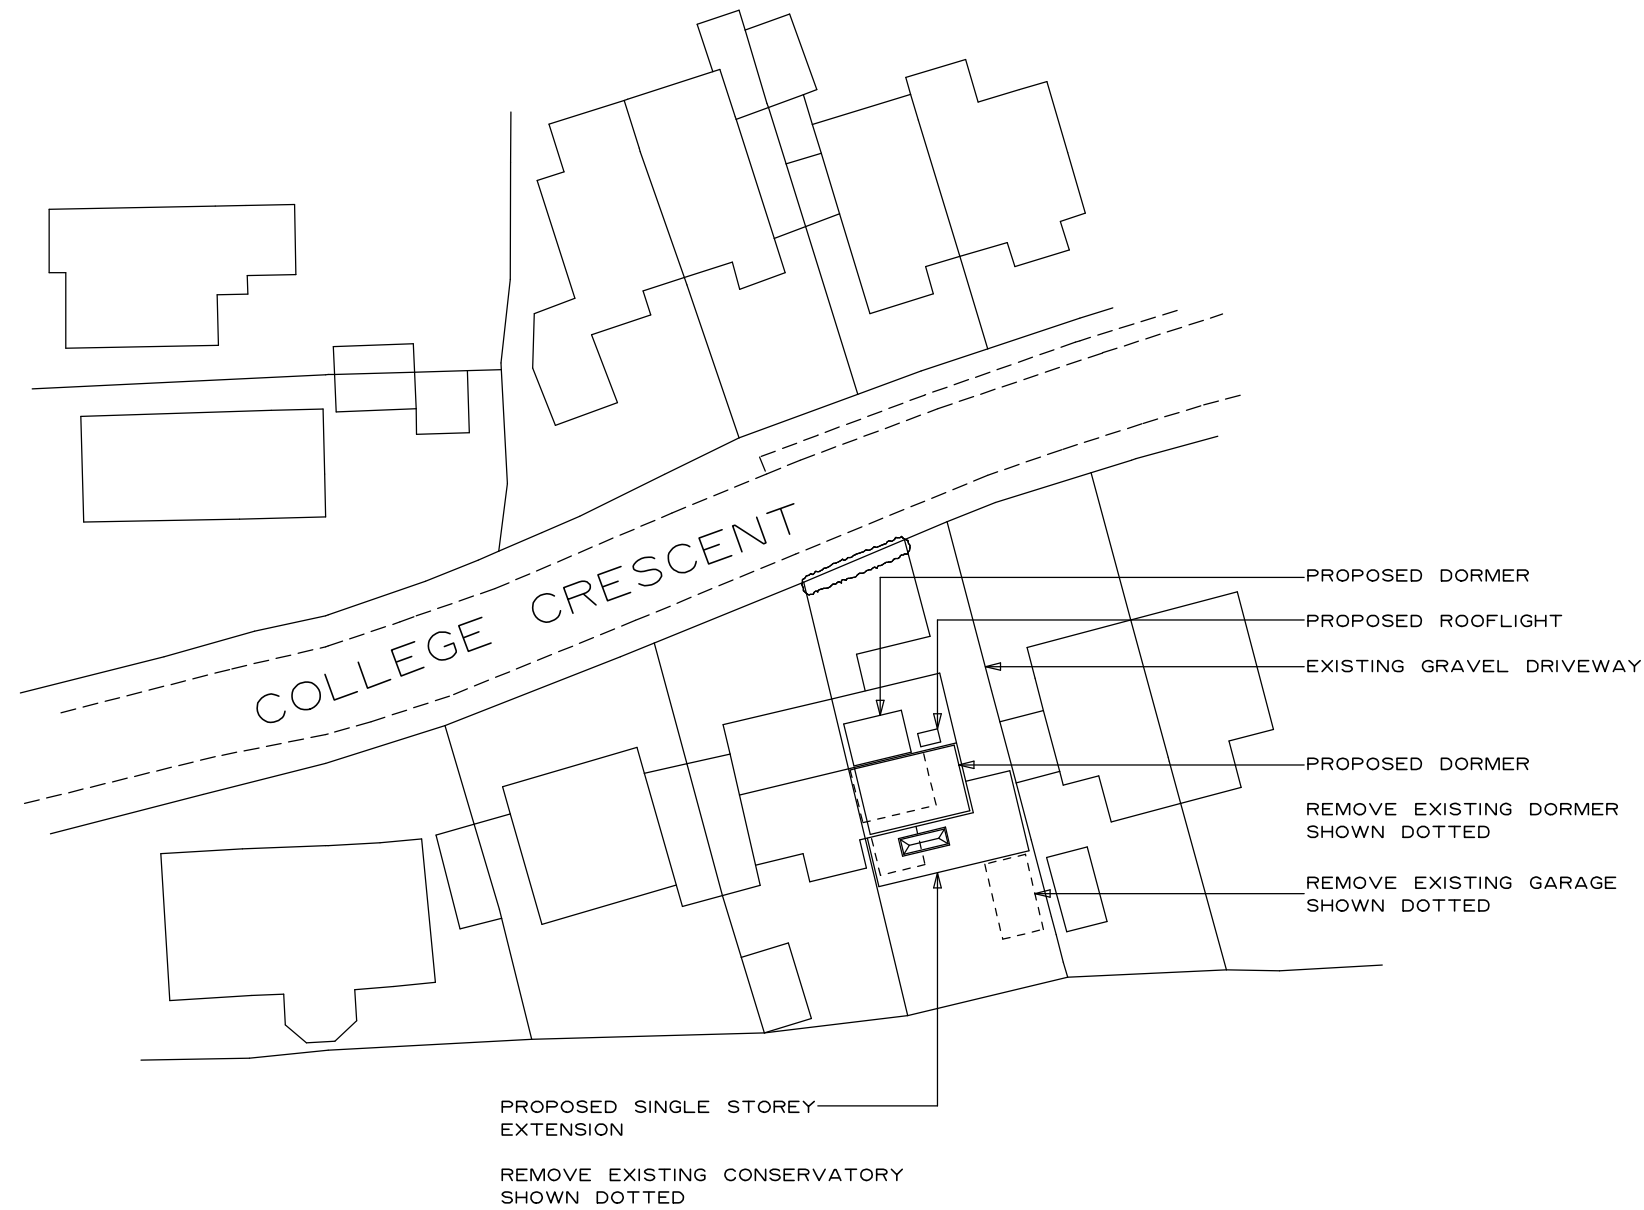 COLLEGE CRESCENT
PROPOSED DORMER
PROPOSED ROOFLIGHT
EXISTING GRAVEL DRIVEWAY
PROPOSED DORMER
REMOVE EXISTING DORMER
SHOWN DOTTED
REMOVE EXISTING GARAGE
SHOWN DOTTED
PROPOSED SINGLE STOREY
EXTENSION
REMOVE EXISTING CONSERVATORY
SHOWN DOTTED